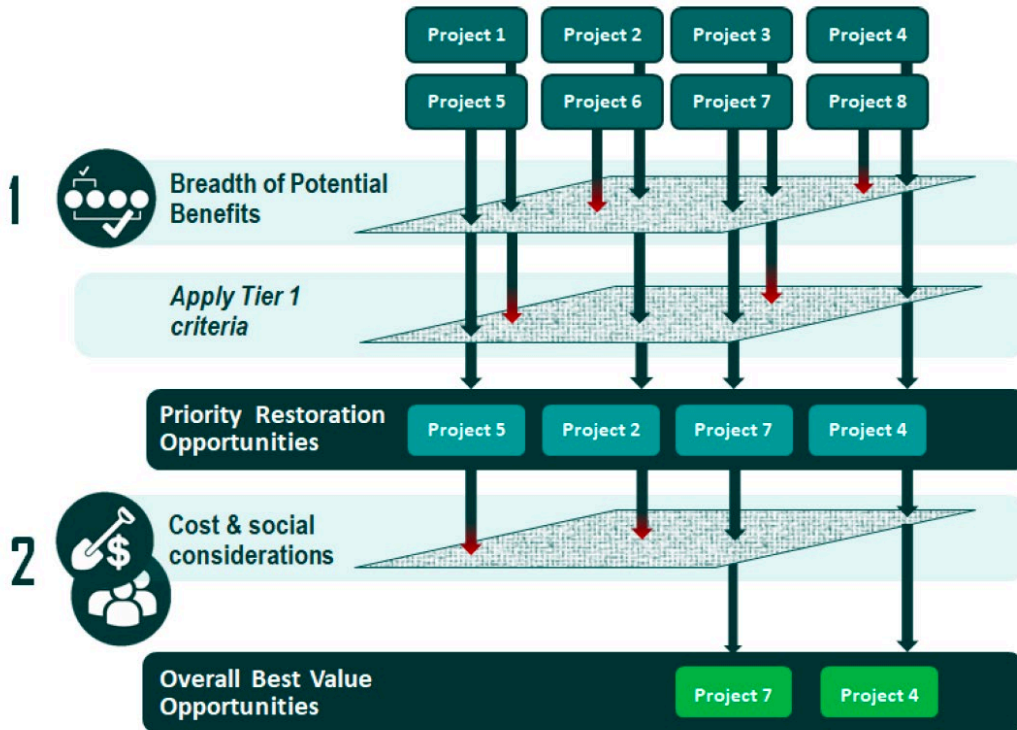 Project 1 Project 2 Project 3 Project 4
Project 5 Project 6 Project 7 Project 8
1
Breadth of Potential
Benefits
Apply Tier 1
criteria
Priority Restoration
Opportunities
Project 5 Project 2 Project 7 Project 4
2
$
Cost & social
considerations
Overall Best Value
Opportunities
Project 7 Project 4